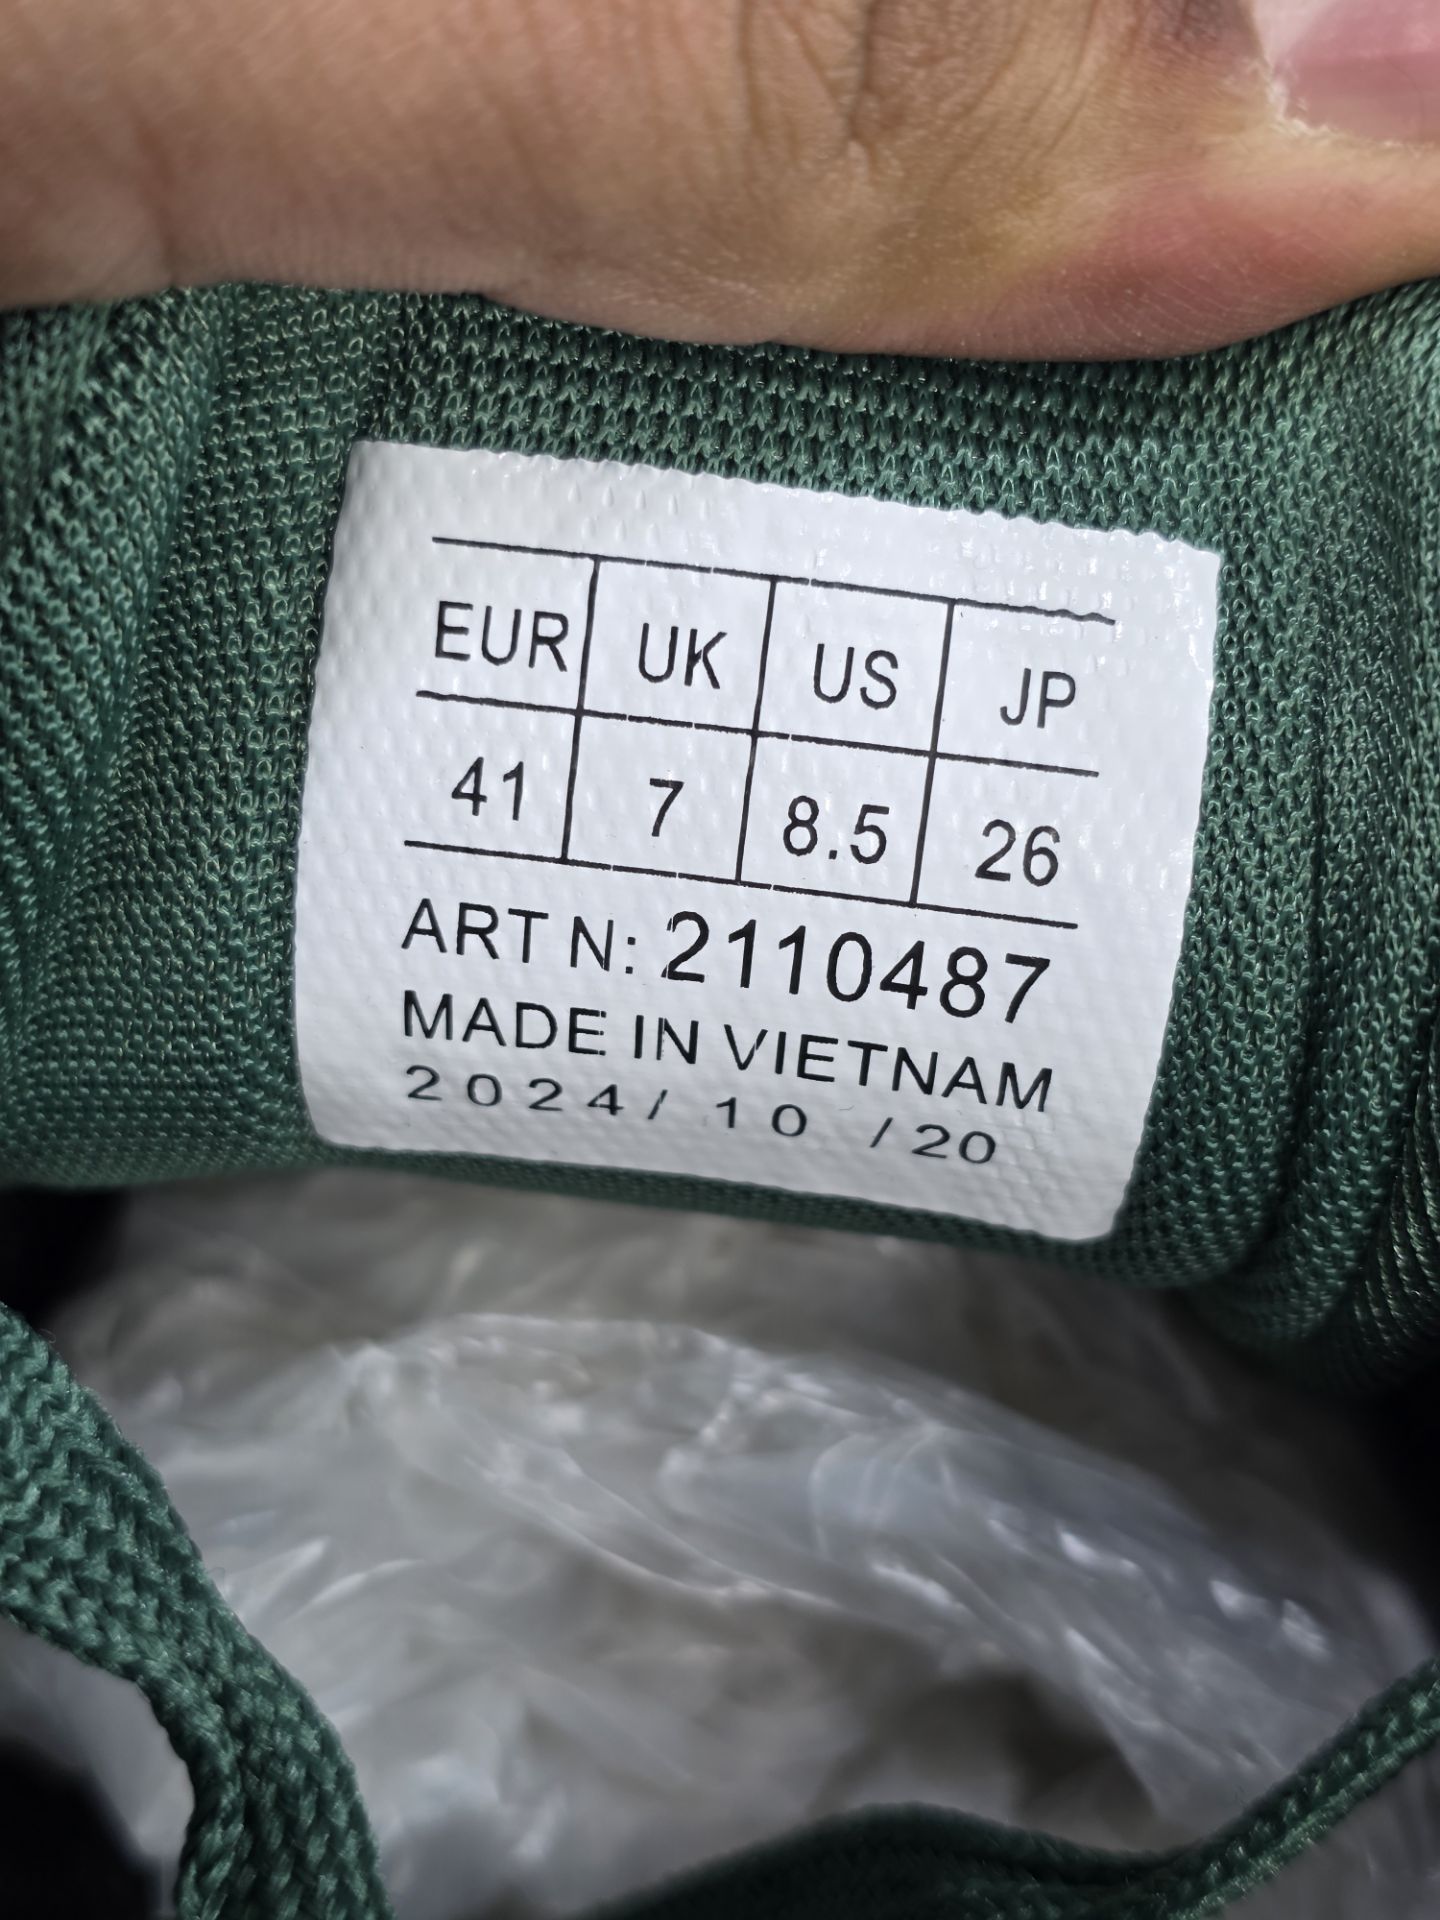 EUR UK US JP
41 7 8.5 26
ART N: 2110487
MADE IN VIETNAM
2024/ 10 /20